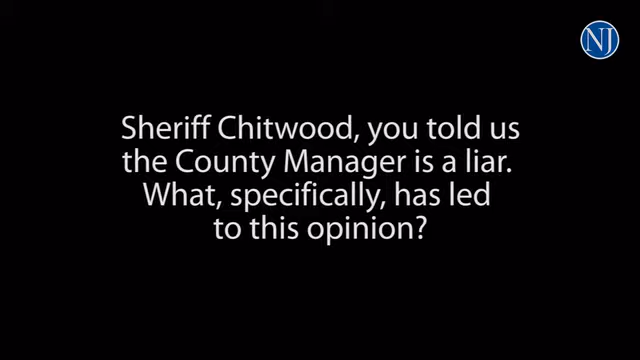 NJ
Sheriff Chitwood, you told us
the County Manager is a liar.
What, specifically, has led
to this opinion?